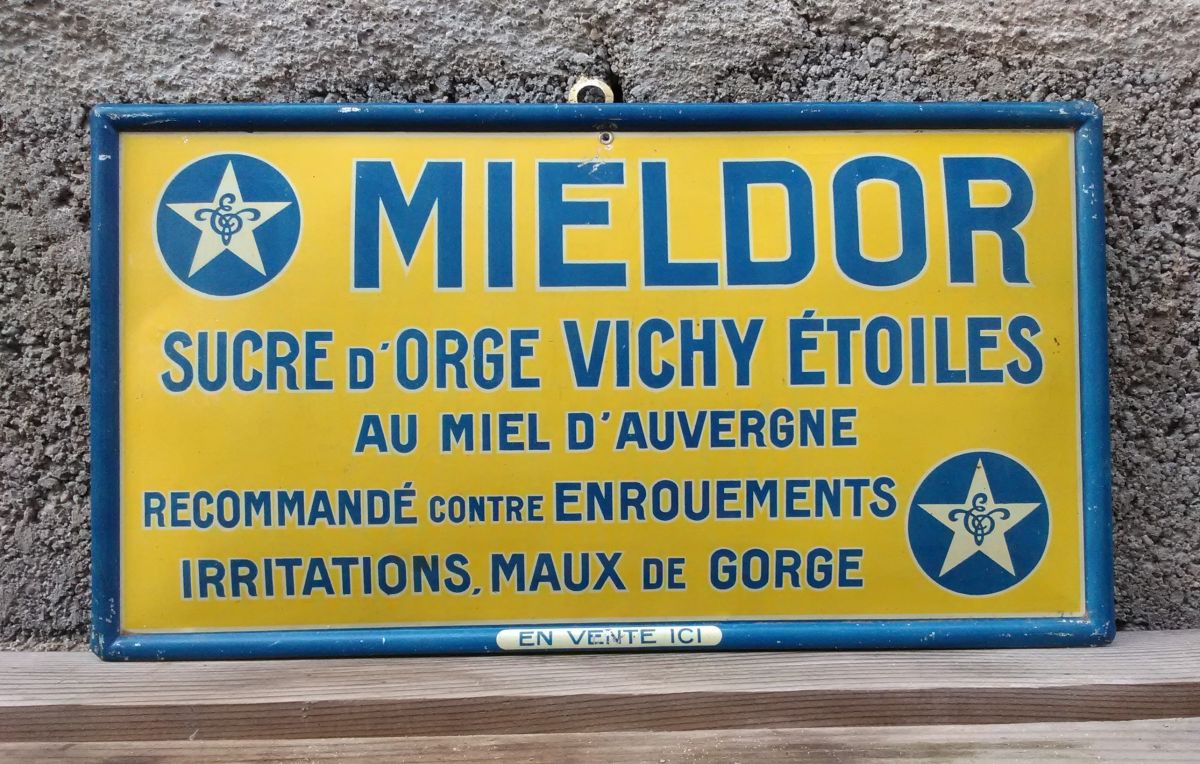 MIELDOR
SUCRE D'ORGE VICHY ÉTOILES
AU MIEL D'AUVERGNE
RECOMMANDÉ CONTRE ENROUEMENTS
IRRITATIONS, MAUX DE GORGE
EN VENTE ICI